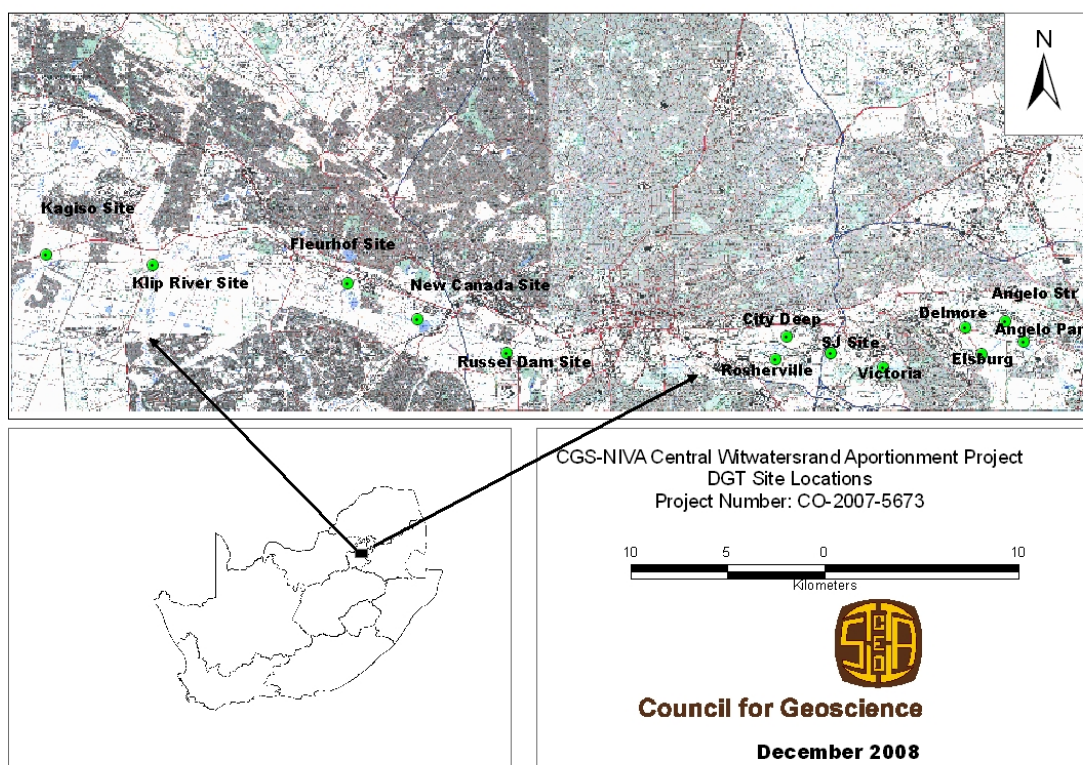 N
Kagiso Site
Fleurhof Site
Klip River Site
New Canada Site
Angelo Str
City Deep
Delmore
Angelo Par
Russel Dam Site
SJ Site
Elsburg
Rosherville
Victoria
CGS-NIVA Central Witwatersrand Aportionment Project
DGT Site Locations
Project Number: CO-2007-5673
10 5 0 10
Kilometers
Council for Geoscience
December 2008